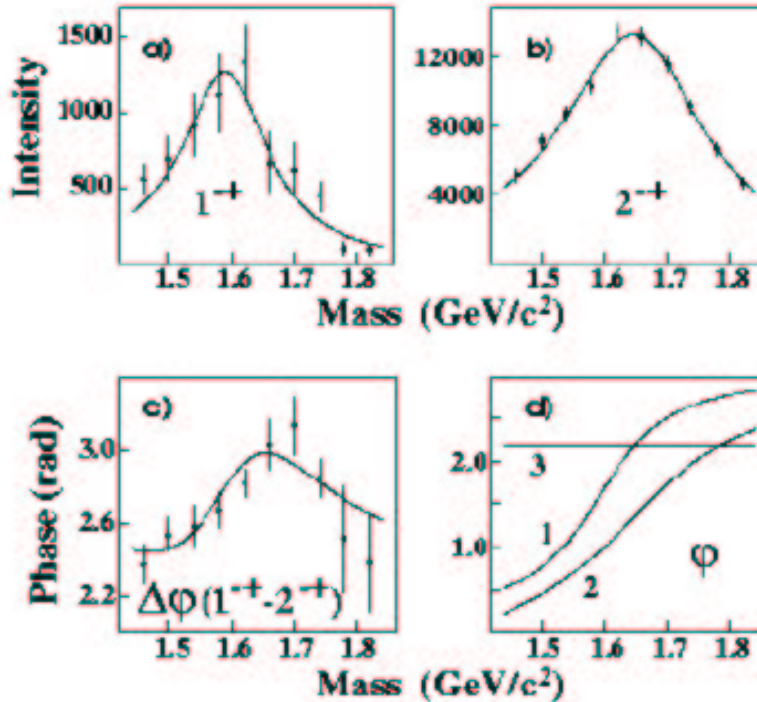 a)
1500
1000
500
Intensity
1⁻⁺
1.5 1.6 1.7 1.8
b)
12000
8000
4000
2⁻⁺
1.5 1.6 1.7 1.8
Mass (GeV/c²)
c)
3.0
2.6
2.2
Phase (rad)
Δφ(1⁻⁺-2⁻⁺)
1.5 1.6 1.7 1.8
d)
2.0
1.0
3
1
2
φ
1.5 1.6 1.7 1.8
Mass (GeV/c²)